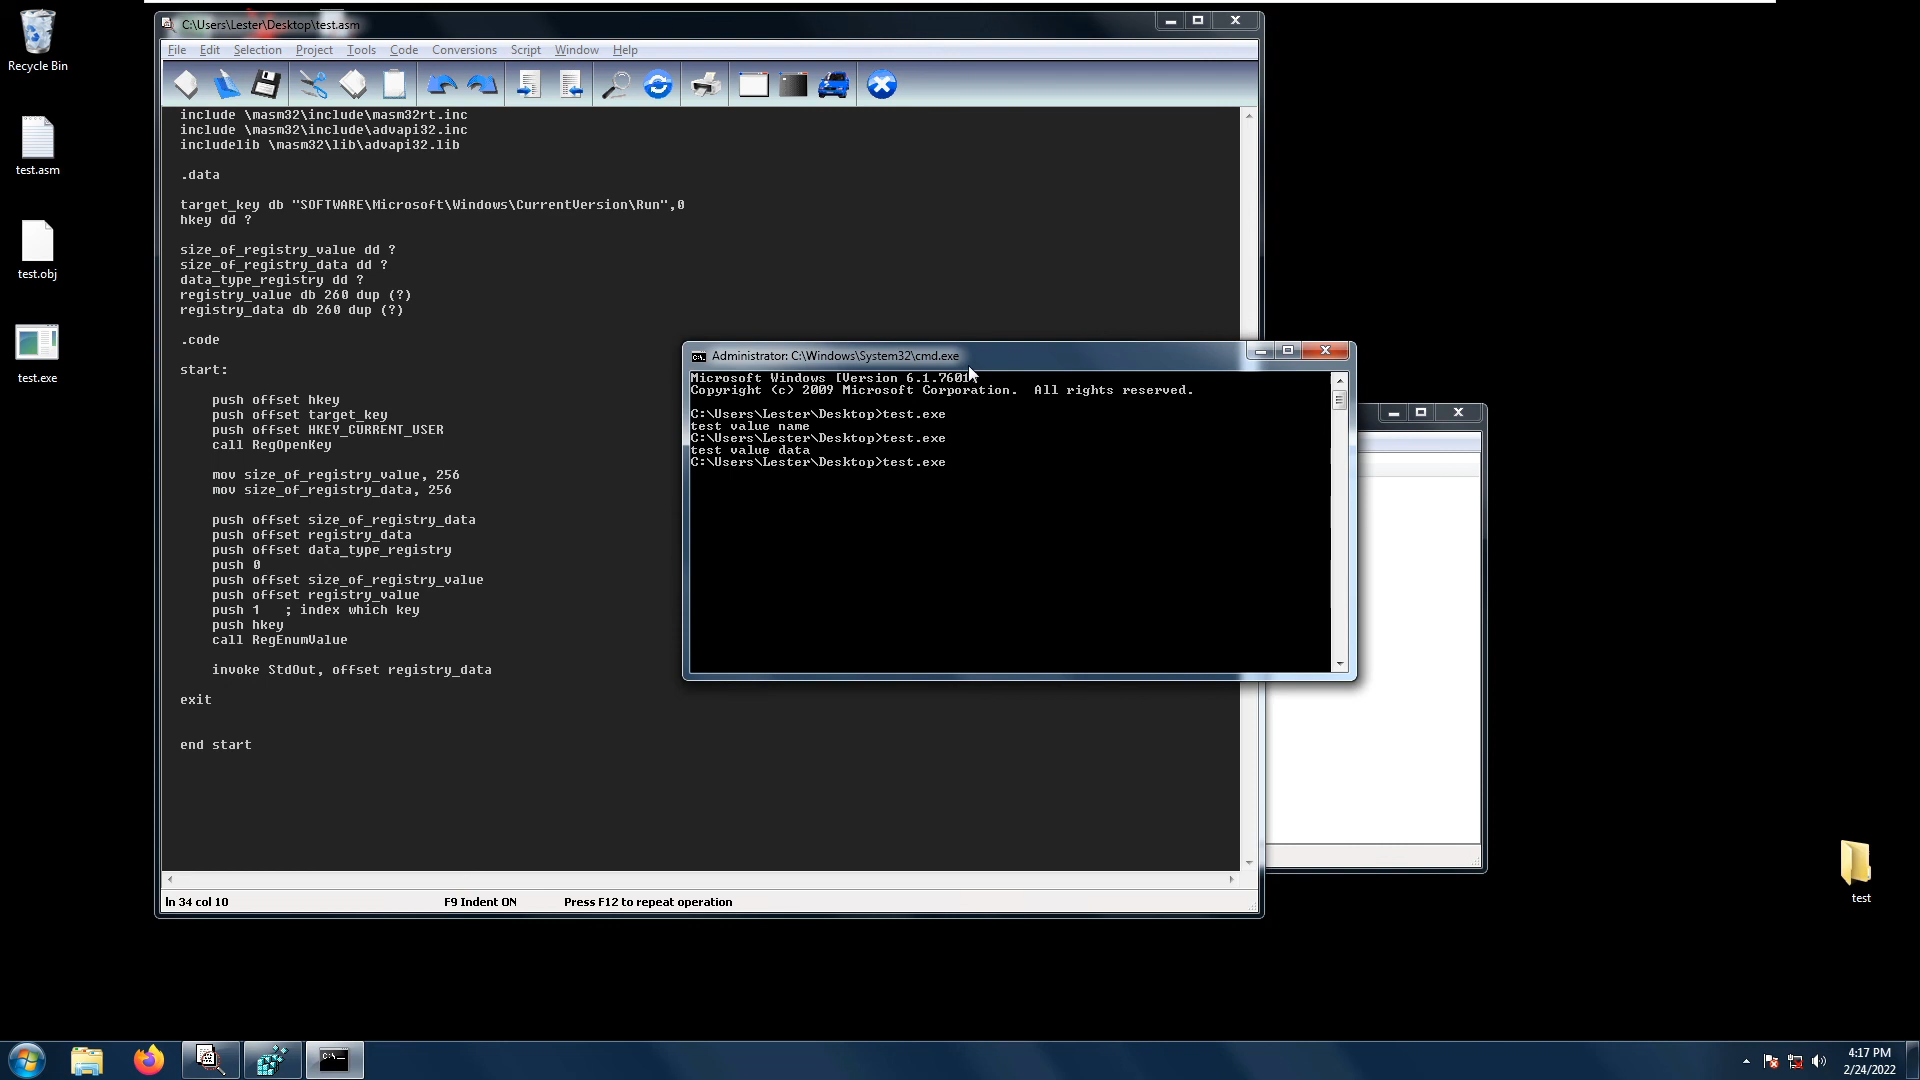 Recycle Bin
test.asm
test.obj
test.exe
C:\Users\Lester\Desktop\test.asm
File Edit Selection Project Tools Code Conversions Script Window Help
include \masm32\include\masm32rt.inc
include \masm32\include\advapi32.inc
includelib \masm32\lib\advapi32.lib
.data
target_key db "SOFTWARE\Microsoft\Windows\CurrentVersion\Run",0
hkey dd ?
size_of_registry_value dd ?
size_of_registry_data dd ?
data_type_registry dd ?
registry_value db 260 dup (?)
registry_data db 260 dup (?)
.code
start:
push offset hkey
push offset target_key
push offset HKEY_CURRENT_USER
call RegOpenKey
mov size_of_registry_value, 256
mov size_of_registry_data, 256
push offset size_of_registry_data
push offset registry_data
push offset data_type_registry
push 0
push offset size_of_registry_value
push offset registry_value
push 1 ; index which key
push hkey
call RegEnumValue
invoke StdOut, offset registry_data
exit
end start
ln 34 col 10 F9 Indent ON Press F12 to repeat operation
Administrator: C:\Windows\System32\cmd.exe
Microsoft Windows [Version 6.1.7601]
Copyright (c) 2009 Microsoft Corporation. All rights reserved.
C:\Users\Lester\Desktop>test.exe
test value name
C:\Users\Lester\Desktop>test.exe
test value data
C:\Users\Lester\Desktop>test.exe
test
4:17 PM
2/24/2022